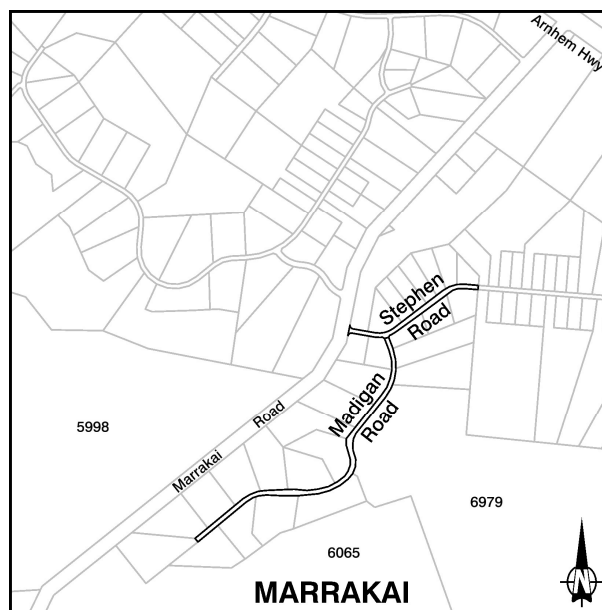 Arnhem Hwy
Stephen
Road
Madigan
Road
Marrakai Road
5998
6979
6065
MARRAKAI
N